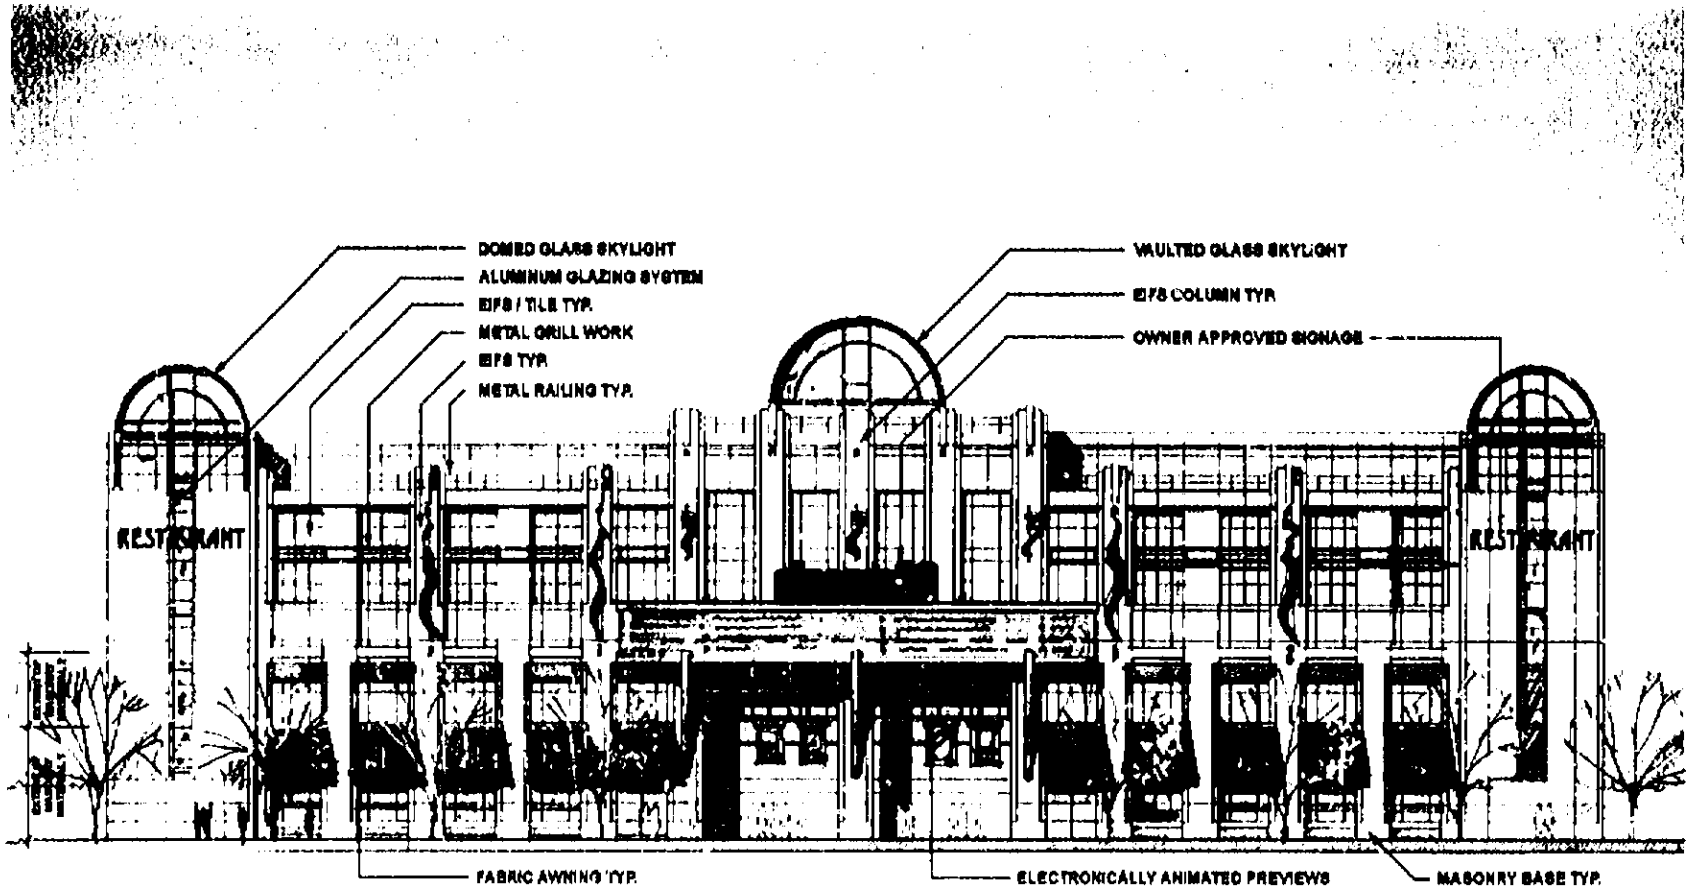 DOMED GLASS SKYLIGHT
ALUMINUM GLAZING SYSTEM
EIFS / TILE TYP.
METAL GRILL WORK
EIFS TYP.
METAL RAILING TYP.
VAULTED GLASS SKYLIGHT
EIFS COLUMN TYP.
OWNER APPROVED SIGNAGE
RESTAURANT
RESTAURANT
FABRIC AWNING TYP.
ELECTRONICALLY ANIMATED PREVIEWS
MASONRY BASE TYP.